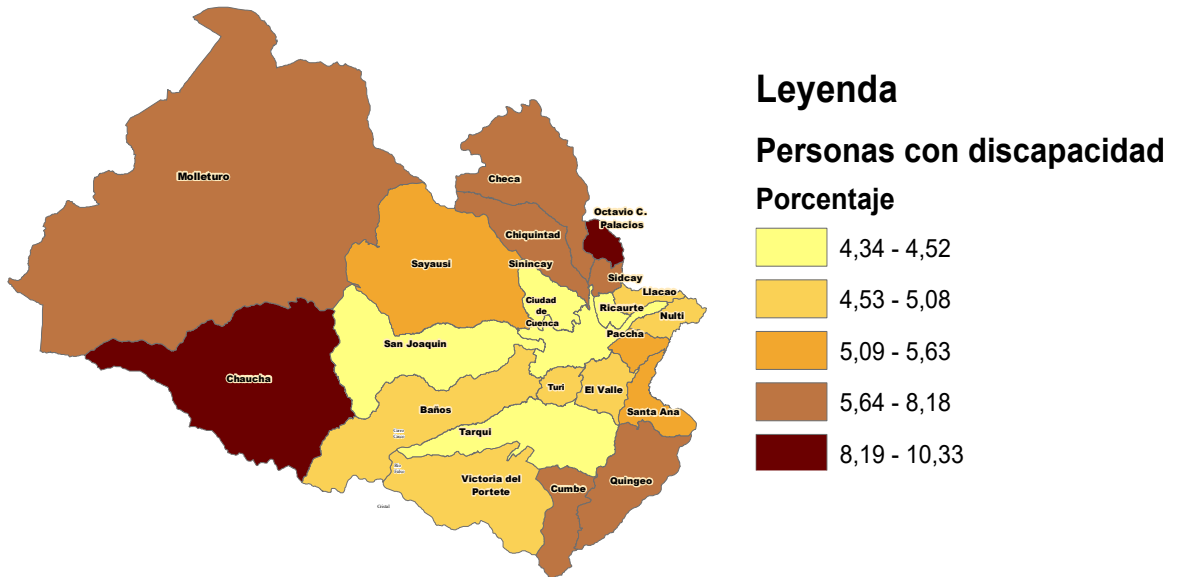 Leyenda
Personas con discapacidad
Porcentaje
4,34 - 4,52
4,53 - 5,08
5,09 - 5,63
5,64 - 8,18
8,19 - 10,33
Molleturo
Checa
Octavio C.
Palacios
Chiquintad
Sayausi
Sinincay
Sidcay
Llacao
Ciudad
de
Cuenca
Ricaurte
Nulti
Paccha
San Joaquin
Chaucha
Turi
El Valle
Baños
Santa Ana
Tarqui
Victoria del
Portete
Cumbe
Quingeo
Cristal